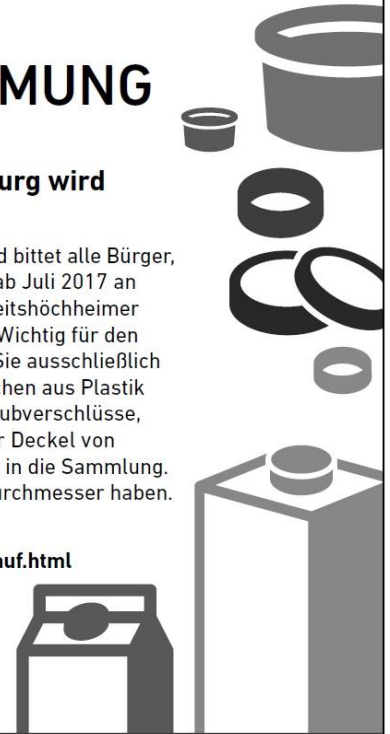 MUNG
urg wird
d bittet alle Bürger,
ab Juli 2017 an
eitshöchheimer
Wichtig für den
Sie ausschließlich
chen aus Plastik
ubverschlüsse,
r Deckel von
in die Sammlung.
urchmesser haben.
auf.html